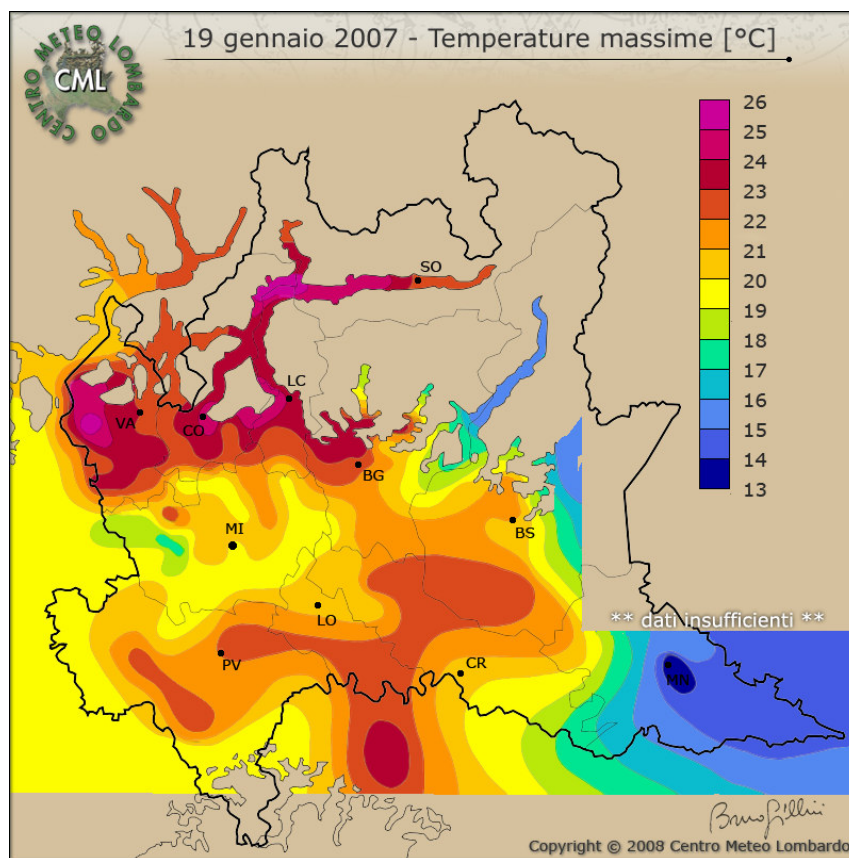 19 gennaio 2007 - Temperature massime [°C]
CENTRO METEO LOMBARDO
CML
26
25
24
23
22
21
20
19
18
17
16
15
14
13
SO
LC
VA
CO
BG
MI
BS
LO
** dati insufficienti **
PV
CR
MN
Bruno Gillini
Copyright © 2008 Centro Meteo Lombardo